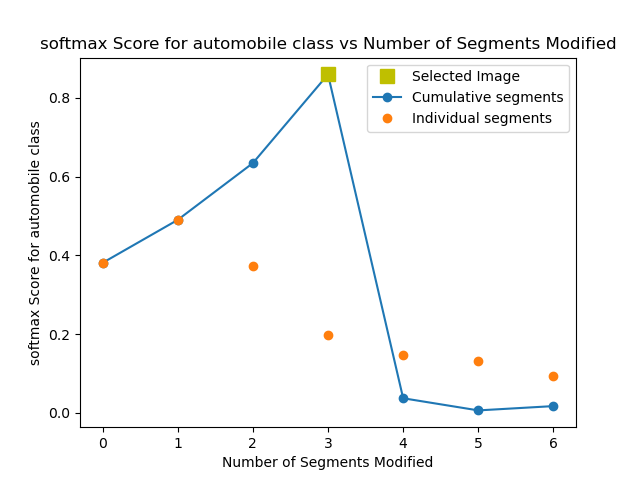 softmax Score for automobile class vs Number of Segments Modified
Selected Image
Cumulative segments
Individual segments
softmax Score for automobile class
0.8
0.6
0.4
0.2
0.0
0 1 2 3 4 5 6
Number of Segments Modified